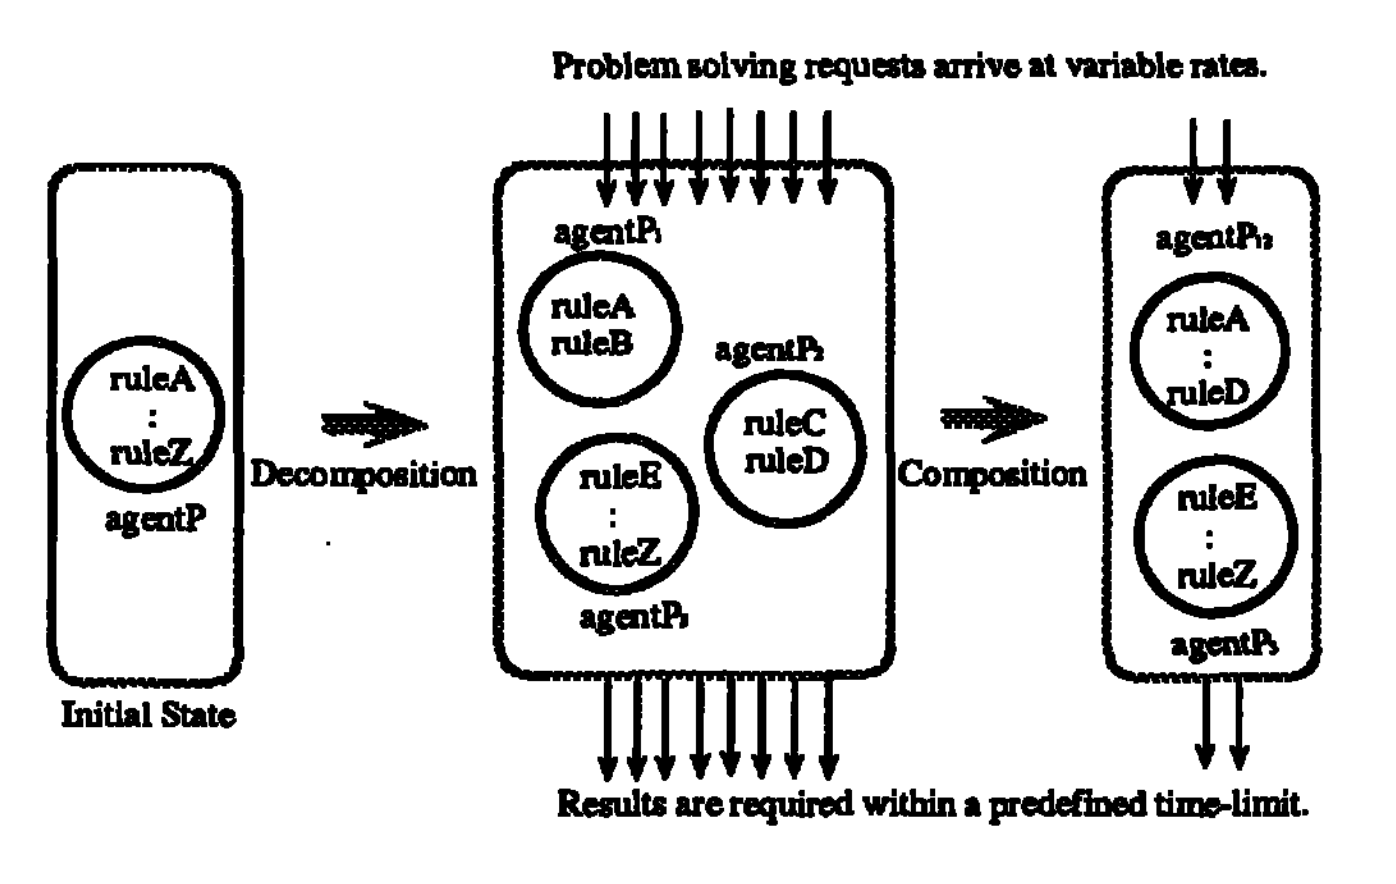 Problem solving requests arrive at variable rates.
agentP₁
ruleA
ruleB
agentP₂
ruleC
ruleD
ruleE
:
ruleZ
agentP₃
agentP₁₂
ruleA
:
ruleD
ruleE
:
ruleZ
agentP₃
ruleA
:
ruleZ
agentP
Initial State
Decomposition
Composition
Results are required within a predefined time-limit.